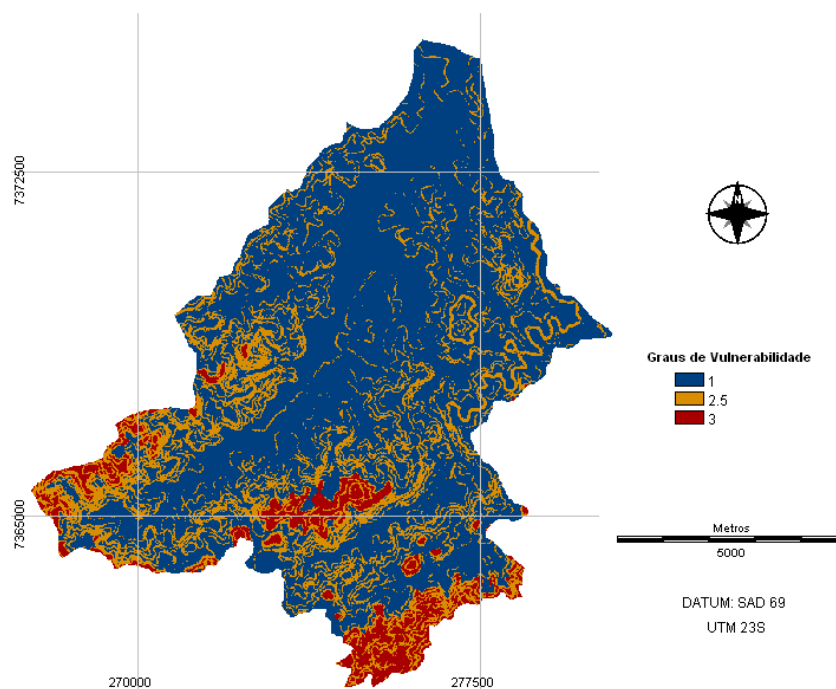 7372500
7365000
270000
277500
N
Graus de Vulnerabilidade
1
2.5
3
Metros
5000
DATUM: SAD 69
UTM 23S